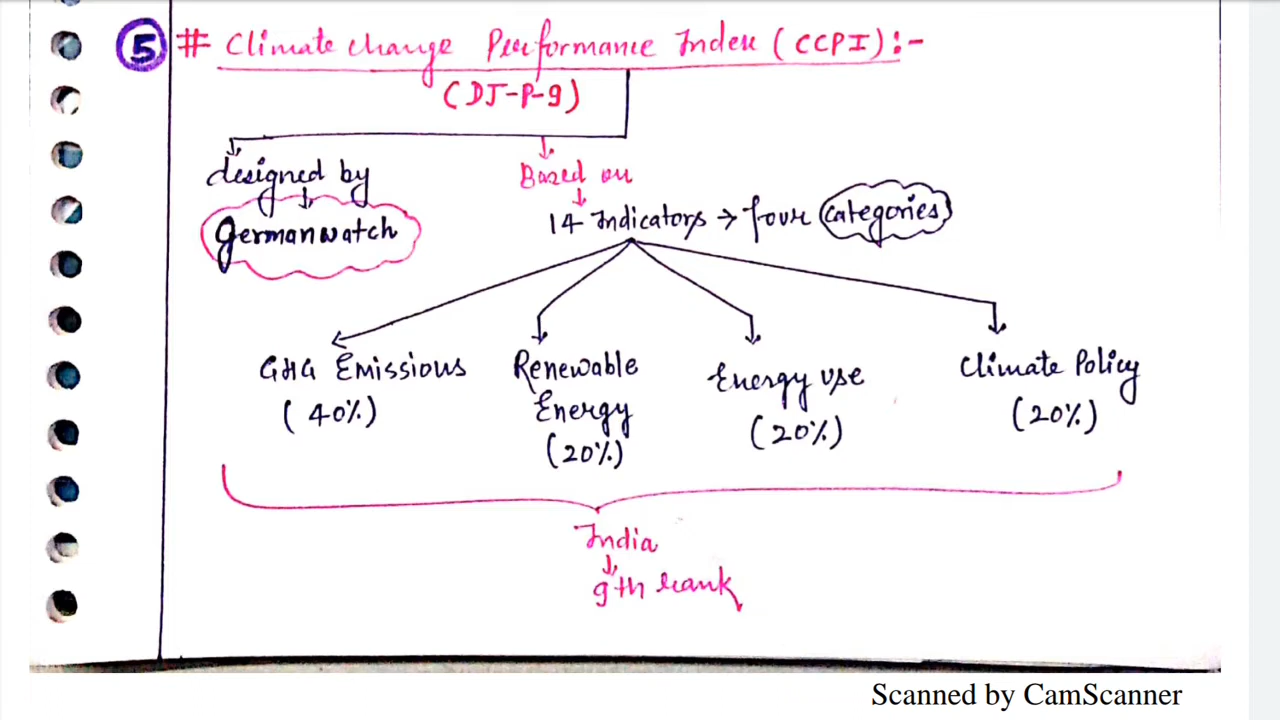 5 # Climate change Performance Index (CCPI):-
(DJ-P-9)
designed by
Germanwatch
Based on
14 Indicators → four categories
GHG Emissions
(40%)
Renewable
Energy
(20%)
Energy use
(20%)
Climate Policy
(20%)
India
9th rank
Scanned by CamScanner